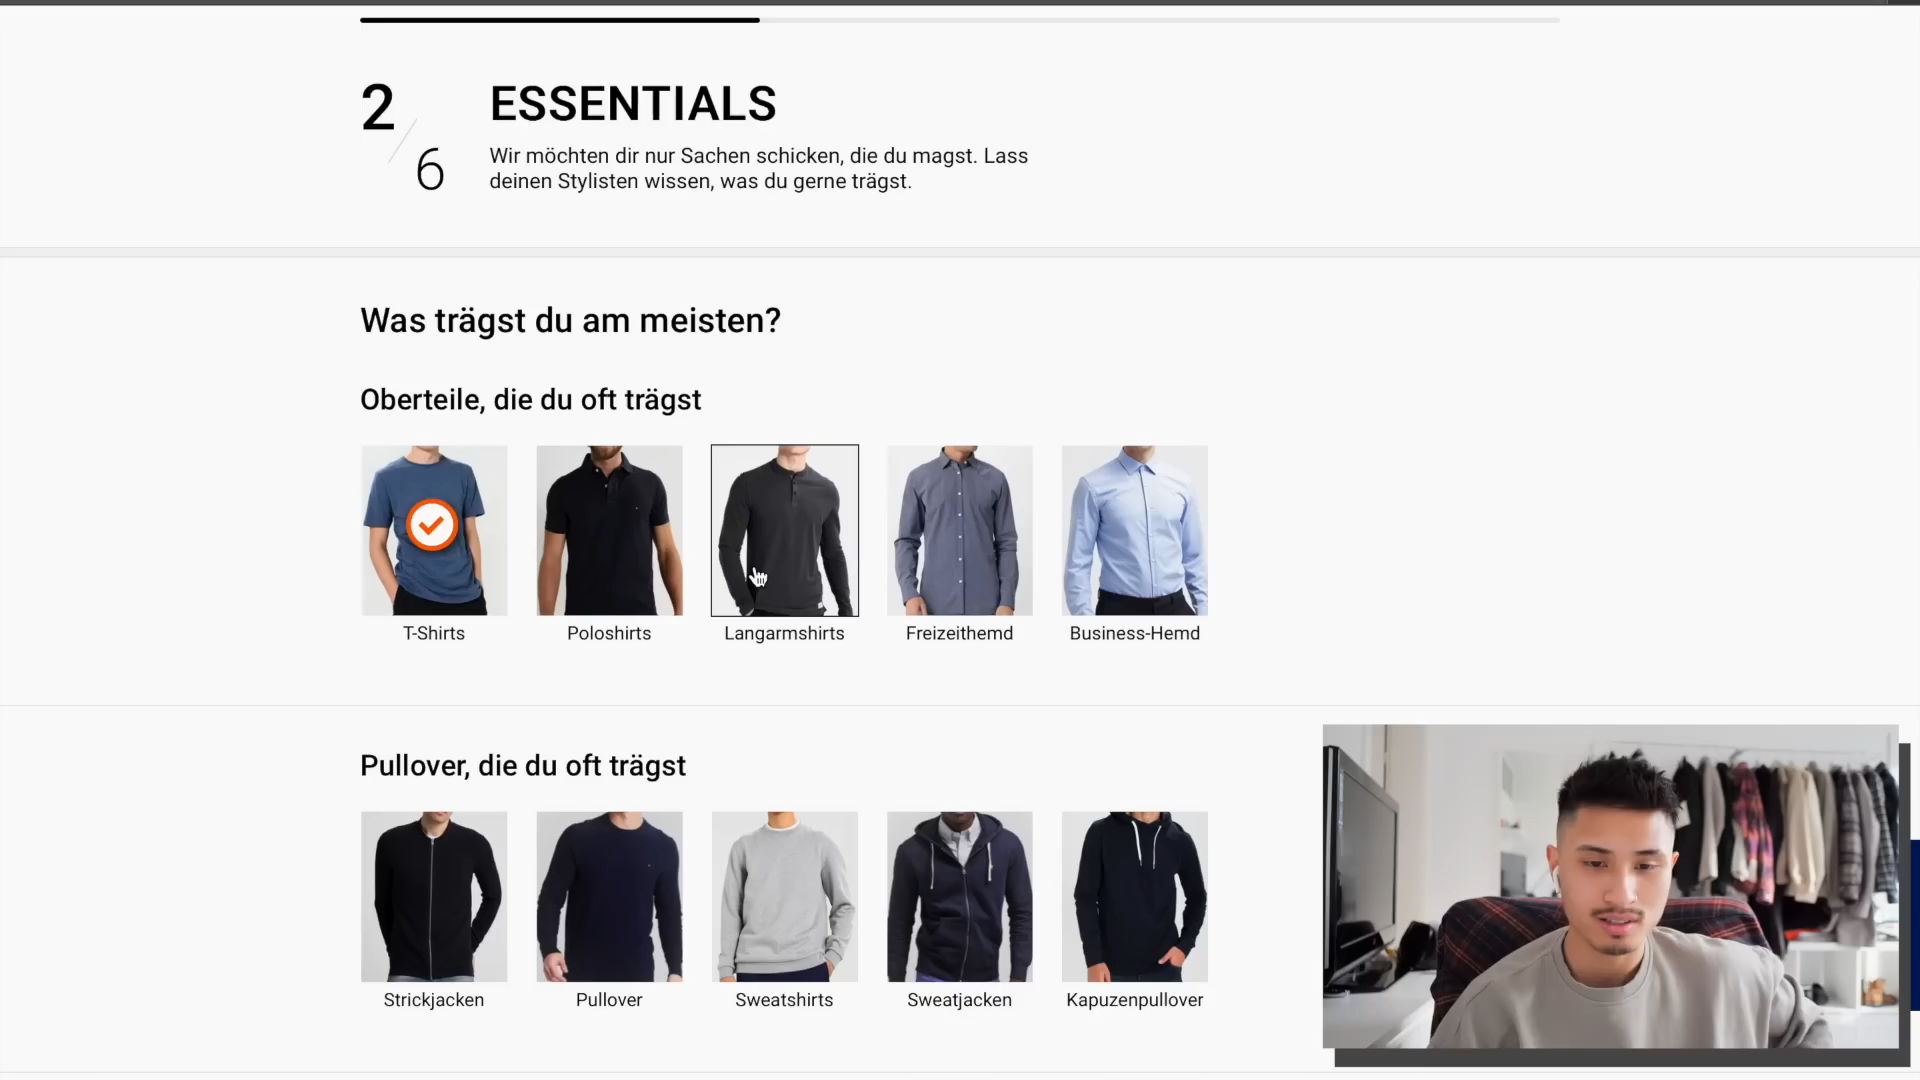 2
6
ESSENTIALS
Wir möchten dir nur Sachen schicken, die du magst. Lass
deinen Stylisten wissen, was du gerne trägst.
Was trägst du am meisten?
Oberteile, die du oft trägst
T-Shirts
Poloshirts
Langarmshirts
Freizeithemd
Business-Hemd
Pullover, die du oft trägst
Strickjacken
Pullover
Sweatshirts
Sweatjacken
Kapuzenpullover